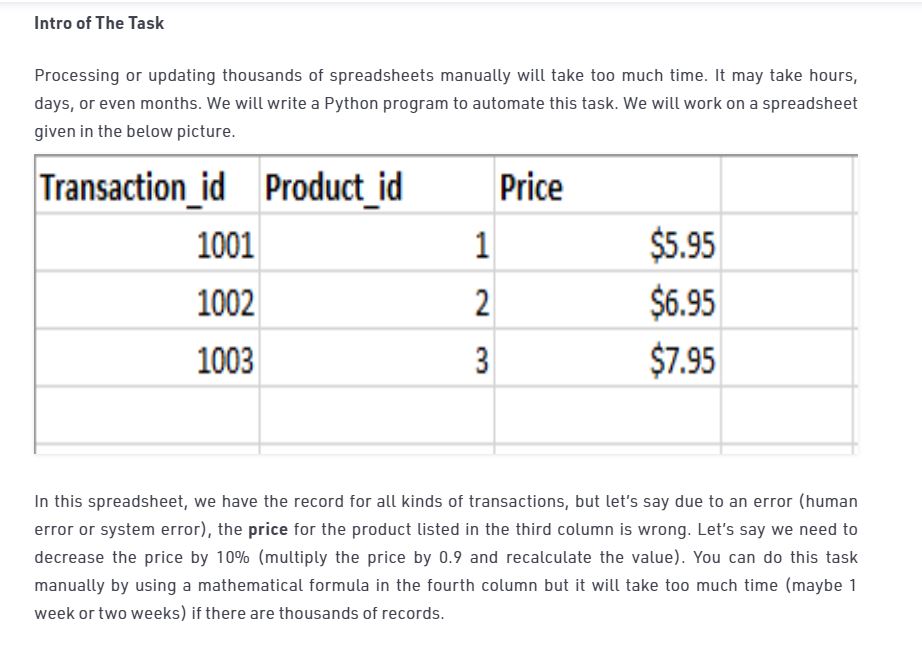 Intro of The Task
Processing or updating thousands of spreadsheets manually will take too much time. It may take hours,
days, or even months. We will write a Python program to automate this task. We will work on a spreadsheet
given in the below picture.
Transaction_id Product_id Price
1001 1 $5.95
1002 2 $6.95
1003 3 $7.95
In this spreadsheet, we have the record for all kinds of transactions, but let's say due to an error (human
error or system error), the price for the product listed in the third column is wrong. Let's say we need to
decrease the price by 10% (multiply the price by 0.9 and recalculate the value). You can do this task
manually by using a mathematical formula in the fourth column but it will take too much time (maybe 1
week or two weeks) if there are thousands of records.